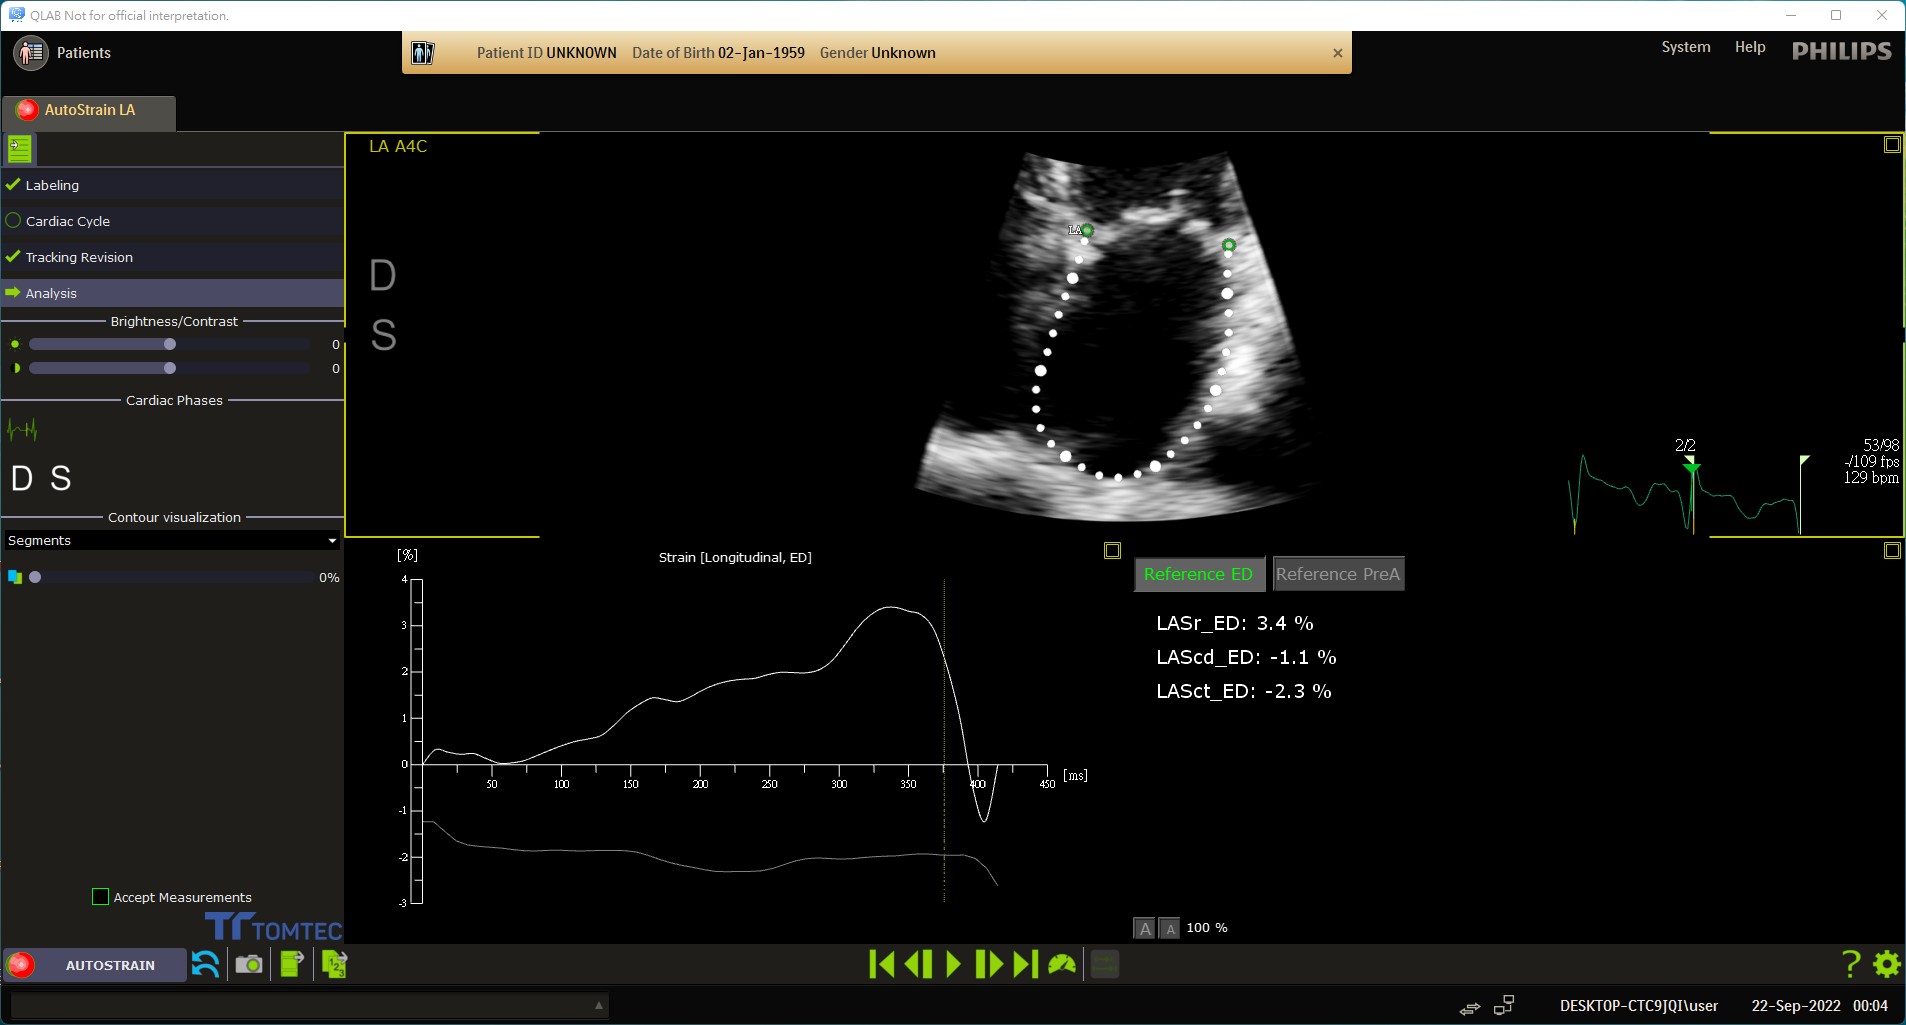 QLAB Not for official interpretation.
Patients
Patient ID UNKNOWN Date of Birth 02-Jan-1959 Gender Unknown
System Help PHILIPS
AutoStrain LA
Labeling
Cardiac Cycle
Tracking Revision
Analysis
Brightness/Contrast
0
0
Cardiac Phases
D S
Contour visualization
Segments
0%
Accept Measurements
TOMTEC
LA A4C
D
S
LA
2/2
53/98
-/109 fps
129 bpm
[%]
Strain [Longitudinal, ED]
4
3
2
1
0
-1
-2
-3
50 100 150 200 250 300 350 400 450 [ms]
Reference ED Reference PreA
LASr_ED: 3.4 %
LAScd_ED: -1.1 %
LASct_ED: -2.3 %
A A 100 %
AUTOSTRAIN
1 2 3
?
DESKTOP-CTC9JQI\user 22-Sep-2022 00:04